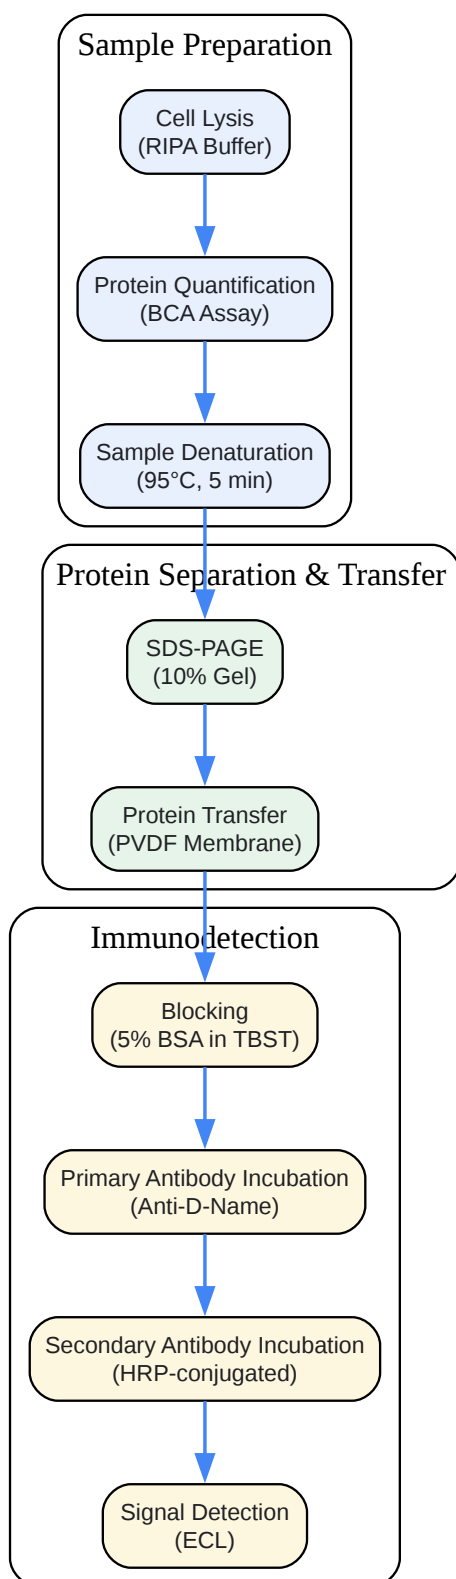 Sample Preparation
Cell Lysis
(RIPA Buffer)
Protein Quantification
(BCA Assay)
Sample Denaturation
(95°C, 5 min)
Protein Separation & Transfer
SDS-PAGE
(10% Gel)
Protein Transfer
(PVDF Membrane)
Immunodetection
Blocking
(5% BSA in TBST)
Primary Antibody Incubation
(Anti-D-Name)
Secondary Antibody Incubation
(HRP-conjugated)
Signal Detection
(ECL)